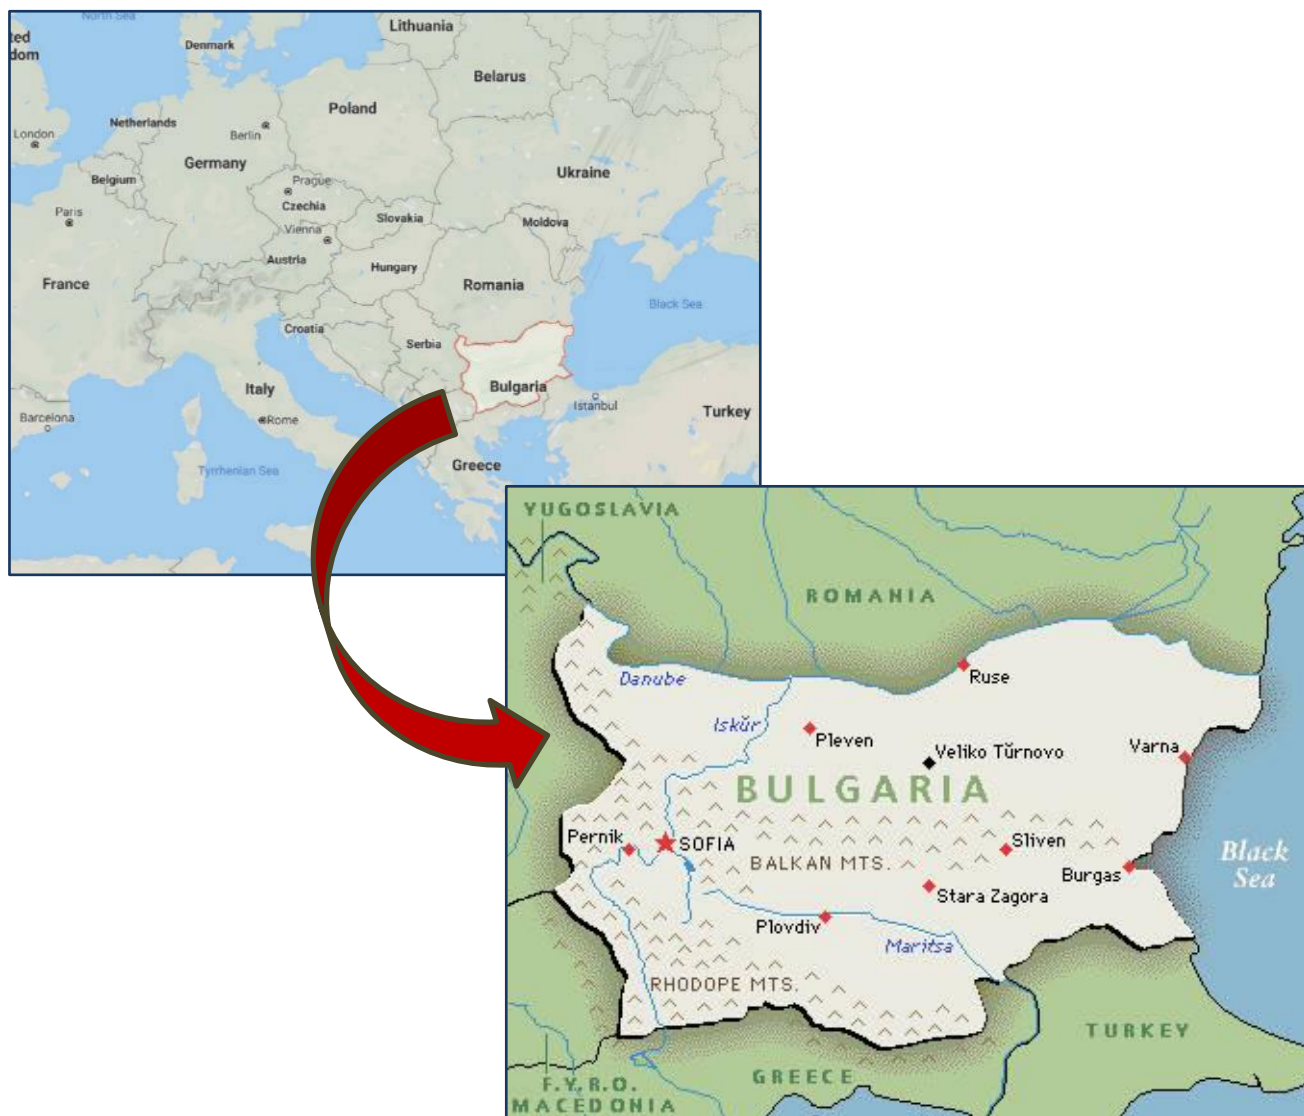 North Sea
ted
dom
Denmark
Lithuania
Belarus
Poland
Netherlands
London
Berlin
Germany
Ukraine
Belgium
Prague
Czechia
Paris
Slovakia
Moldova
Vienna
Austria
Hungary
France
Romania
Black Sea
Croatia
Serbia
Italy
Bulgaria
Istanbul
Turkey
Barcelona
Rome
Tyrrhenian Sea
Greece
YUGOSLAVIA
ROMANIA
Danube
Ruse
Iskŭr
Pleven
Veliko Tŭrnovo
Varna
BULGARIA
Pernik
SOFIA
Sliven
BALKAN MTS.
Burgas
Black
Sea
Stara Zagora
Plovdiv
Maritsa
RHODOPE MTS.
TURKEY
GREECE
F.Y.R.O.
MACEDONIA